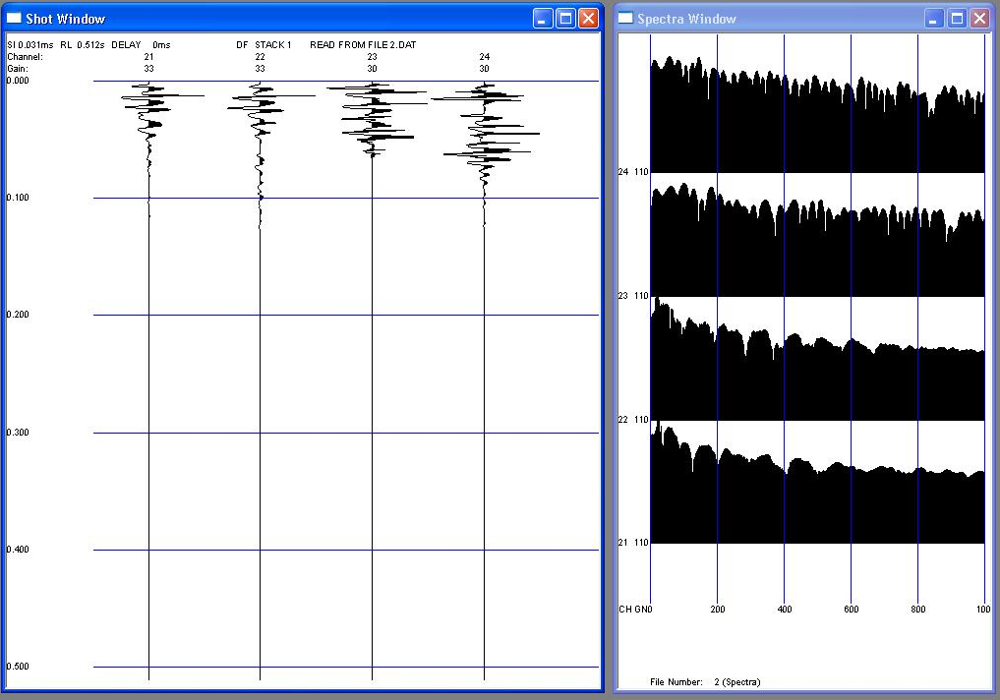 Shot Window
SI 0.031ms RL 0.512s DELAY 0ms DF STACK 1 READ FROM FILE 2.DAT
Channel: 21 22 23 24
Gain: 33 33 30 30
0.000
0.100
0.200
0.300
0.400
0.500
Spectra Window
24 110
23 110
22 110
21 110
CH GN0 200 400 600 800 100
File Number: 2 (Spectra)